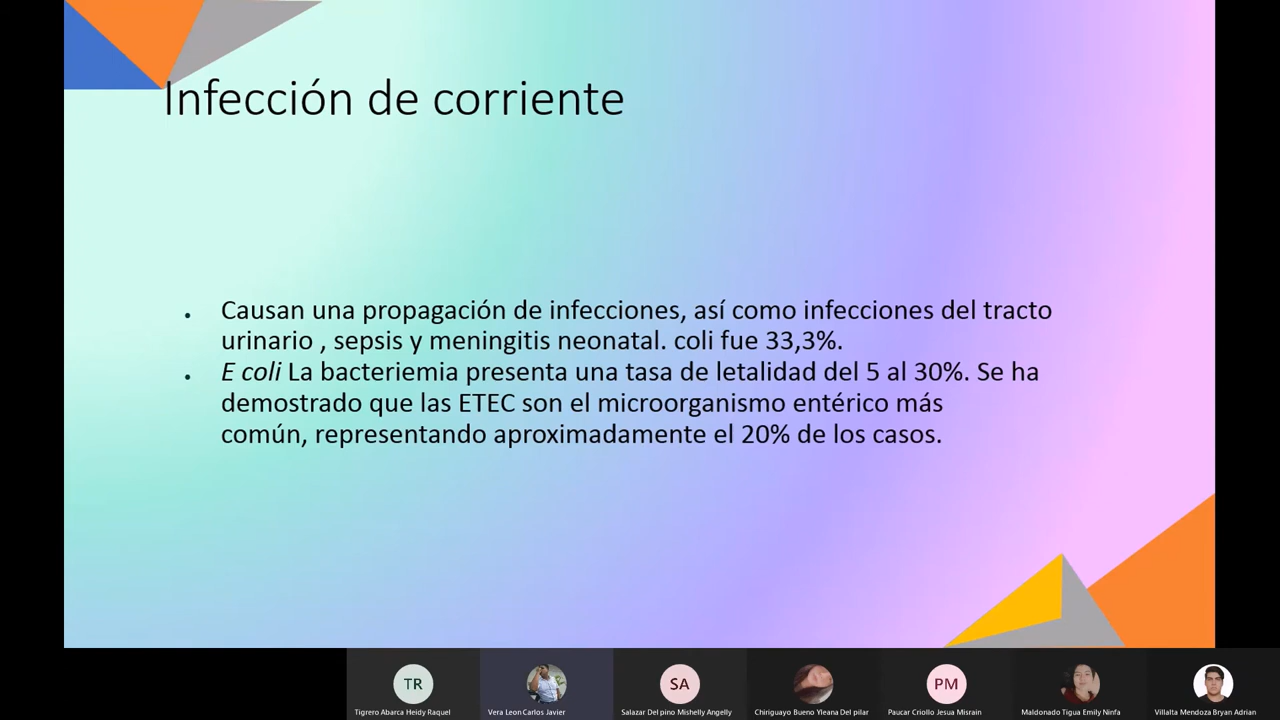 Infección de corriente
• Causan una propagación de infecciones, así como infecciones del tracto
urinario , sepsis y meningitis neonatal. coli fue 33,3%.
• E coli La bacteriemia presenta una tasa de letalidad del 5 al 30%. Se ha
demostrado que las ETEC son el microorganismo entérico más
común, representando aproximadamente el 20% de los casos.
TR
SA
PM
Tigrero Abarca Heidy Raquel
Vera Leon Carlos Javier
Salazar Del pino Mishelly Angelly
Chiriguayo Bueno Yleana Del pilar
Paucar Criollo Jesua Misrain
Maldonado Tigua Emily Ninfa
Villalta Mendoza Bryan Adrian